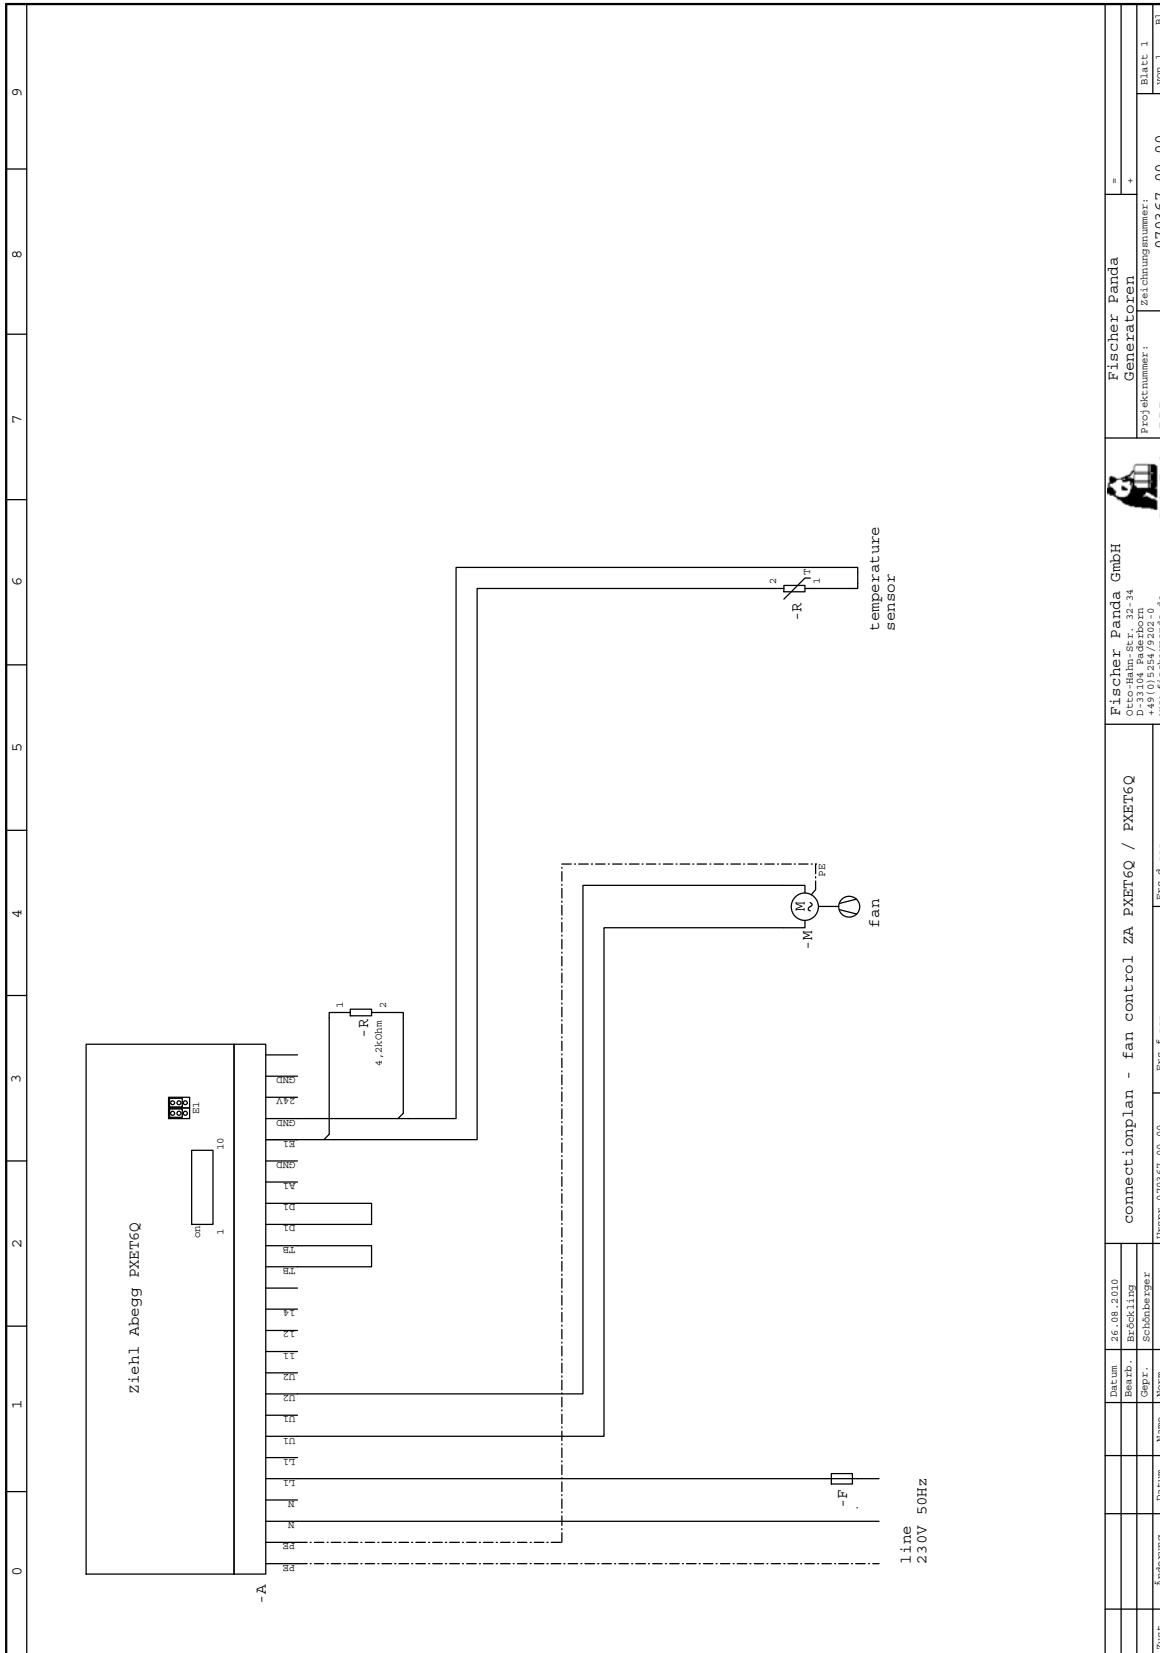 0 1 2 3 4 5 6 7 8 9
Ziehl Abegg PXET6Q
on
1
10
E1
-A
PE
PE
N
N
L1
L1
U1
U1
U2
U2
11
12
14
TB
TB
D1
D1
A1
GND
E1
GND
24V
GND
1
-R
2
4,2kOhm
-F
line
230V 50Hz
-M
M
~
PE
fan
-R
2
T
1
temperature
sensor
Datum
26.08.2010
Bearb.
Bröckling
Gepr.
Schönberger
connectionplan - fan control ZA PXET6Q / PXET6Q
Fischer Panda GmbH
Otto-Hahn-Str. 32-34
D-33104 Paderborn
+49(0)5254/9202-0
Fischer Panda
Generatoren
=
+
Projektnummer:
Zeichnungsnummer:
Blatt 1